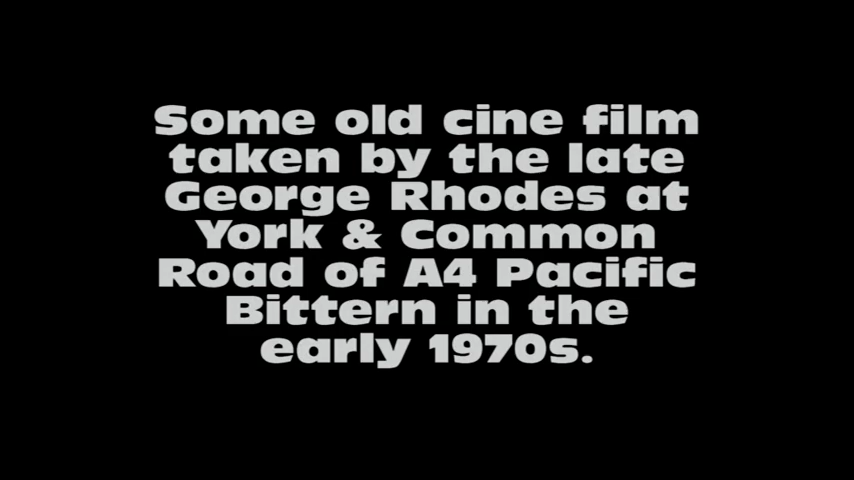 Some old cine film
taken by the late
George Rhodes at
York & Common
Road of A4 Pacific
Bittern in the
early 1970s.